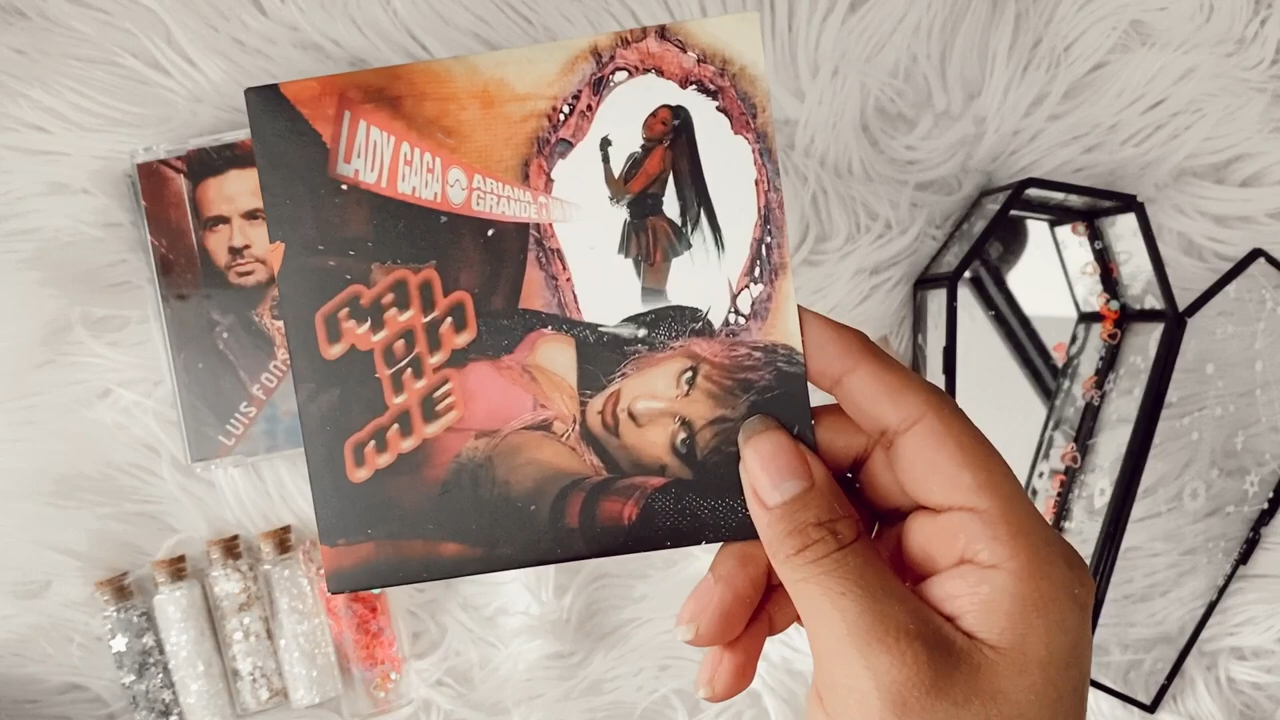 LADY GAGA
ARIANA
GRANDE
RAIN
ON
ME
LUIS FONS